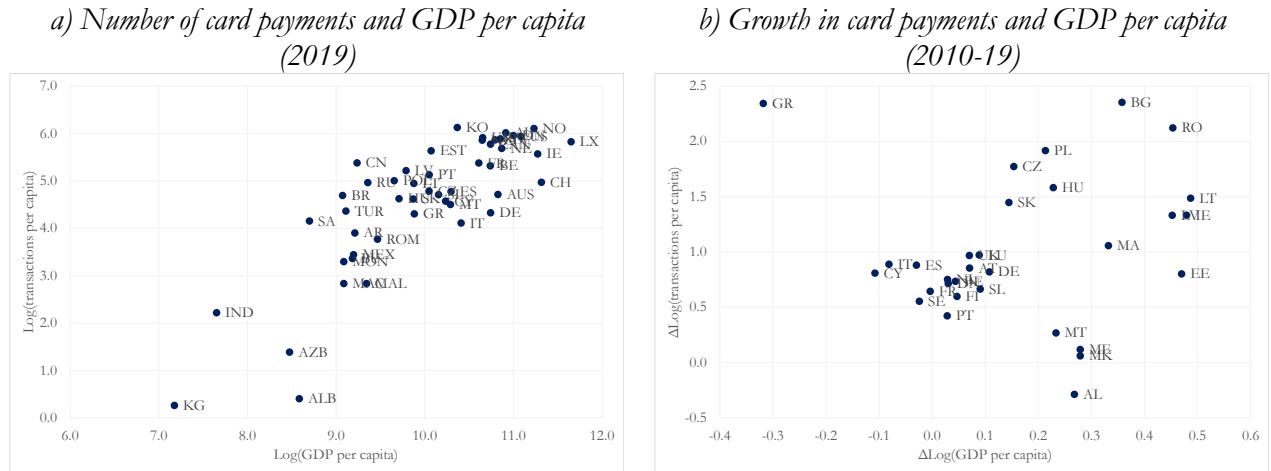 a) Number of card payments and GDP per capita
(2019)
7.0
6.0
5.0
4.0
3.0
2.0
1.0
0.0
Log(transactions per capita)
KO
NO
LX
EST
NL
IE
CN
FR
BE
LV
PT
RU
POL
LT
CH
BR
CZ
ES
AUS
TUR
MT
SA
GR
DE
IT
AR
ROM
MEX
MON
MAL
IND
AZB
ALB
KG
6.0 7.0 8.0 9.0 10.0 11.0 12.0
Log(GDP per capita)
b) Growth in card payments and GDP per capita
(2010-19)
2.5
2.0
1.5
1.0
0.5
0.0
-0.5
ΔLog(transactions per capita)
GR
BG
RO
PL
CZ
HU
SK
LT
MA
IT
ES
CY
AT
DE
EE
SL
FR
FI
SE
PT
MT
ME
MK
AL
-0.4 -0.3 -0.2 -0.1 0.0 0.1 0.2 0.3 0.4 0.5 0.6
ΔLog(GDP per capita)